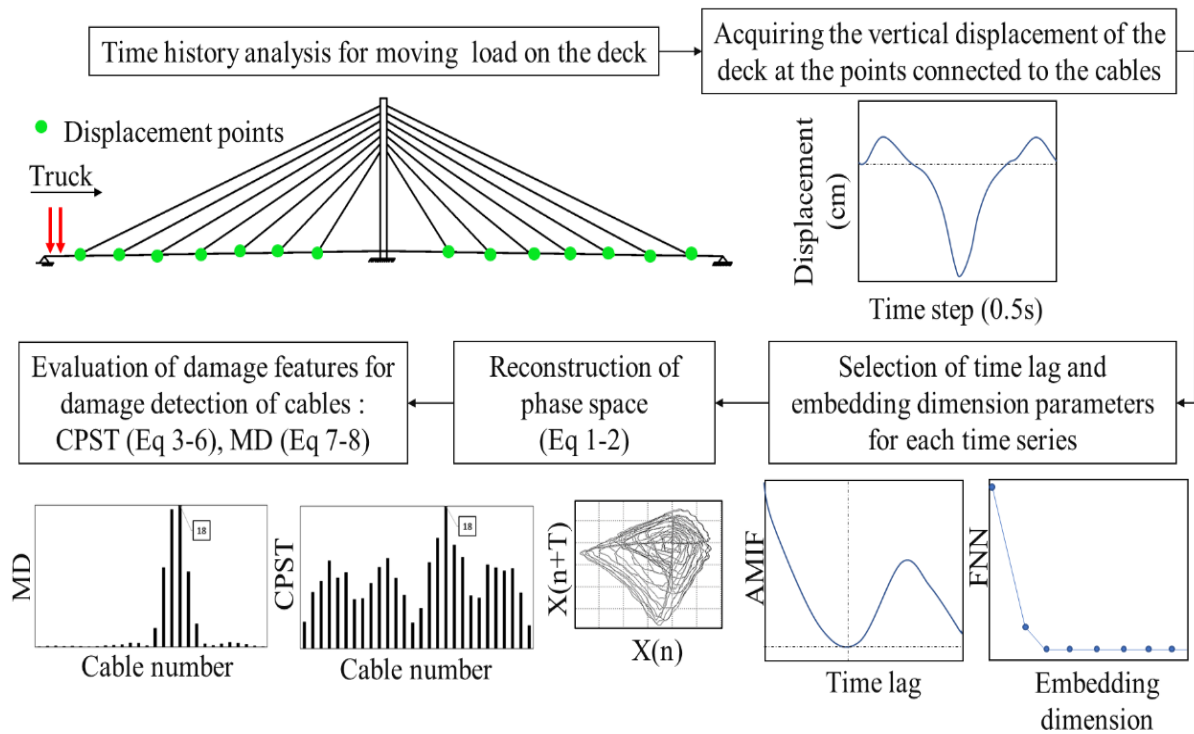 Time history analysis for moving load on the deck
Acquiring the vertical displacement of the
deck at the points connected to the cables
Displacement points
Truck
Displacement
(cm)
Time step (0.5s)
Evaluation of damage features for
damage detection of cables :
CPST (Eq 3-6), MD (Eq 7-8)
Reconstruction of
phase space
(Eq 1-2)
Selection of time lag and
embedding dimension parameters
for each time series
MD
18
Cable number
CPST
18
Cable number
X(n+T)
X(n)
AMIF
Time lag
FNN
Embedding
dimension